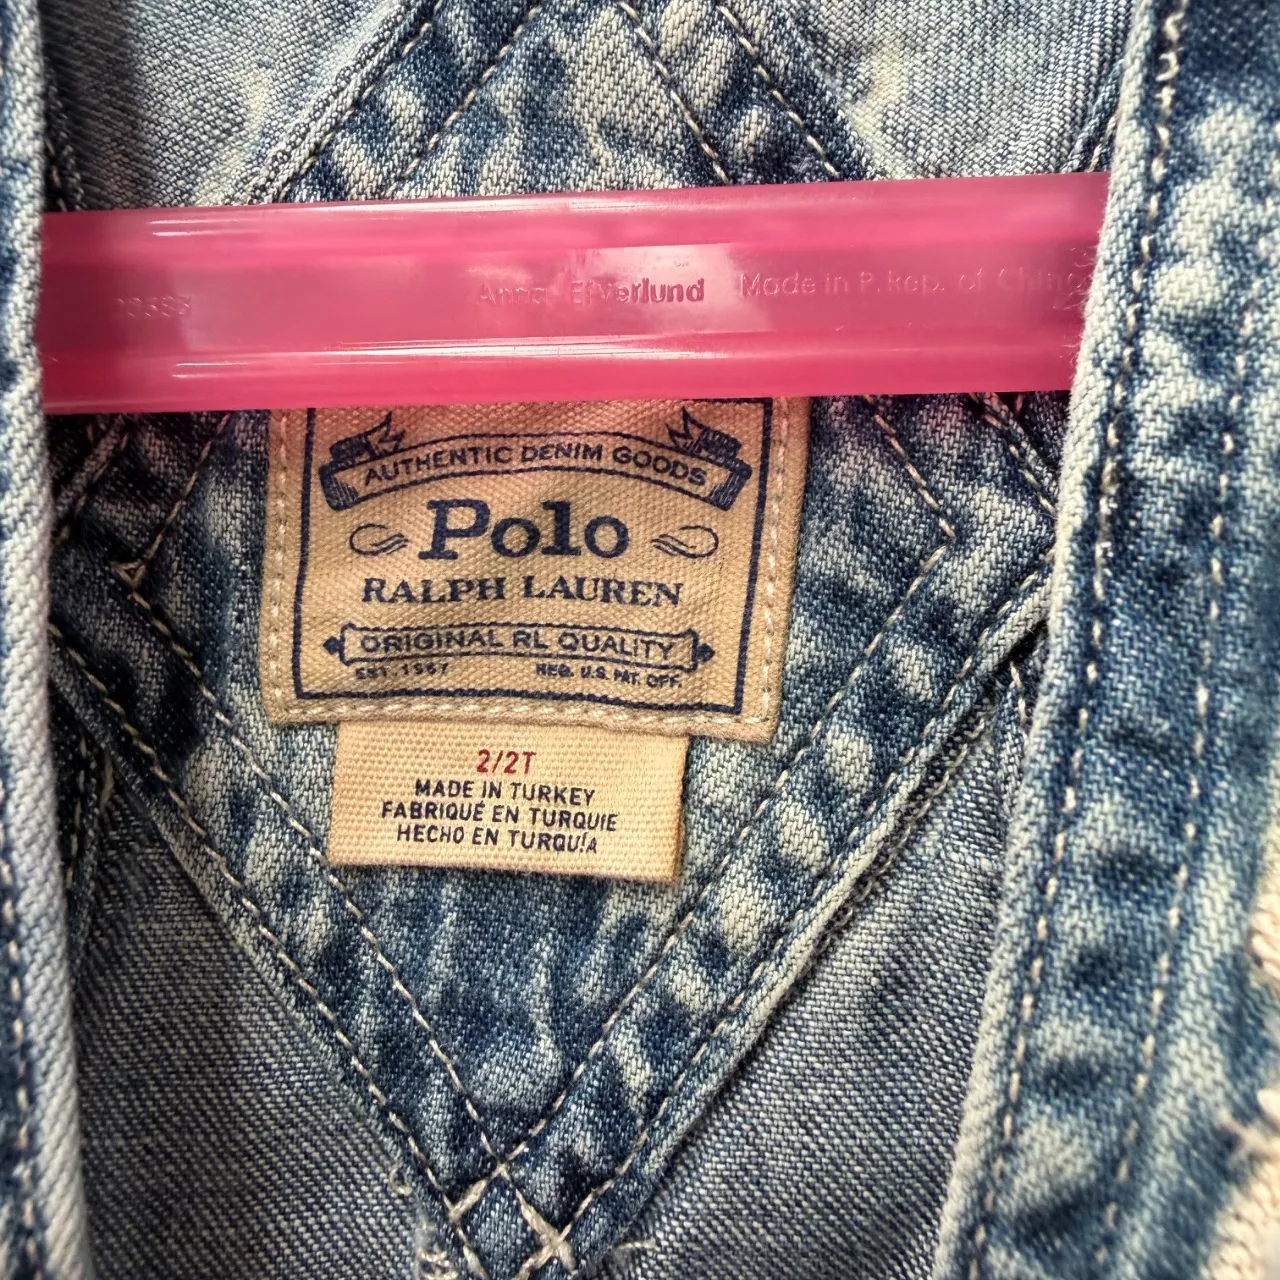 Anna Efverlund Made in P.Rep. of China
AUTHENTIC DENIM GOODS
Polo
RALPH LAUREN
ORIGINAL RL QUALITY
EST. 1967 REG. U.S. PAT. OFF.
2/2T
MADE IN TURKEY
FABRIQUÉ EN TURQUIE
HECHO EN TURQUÍA